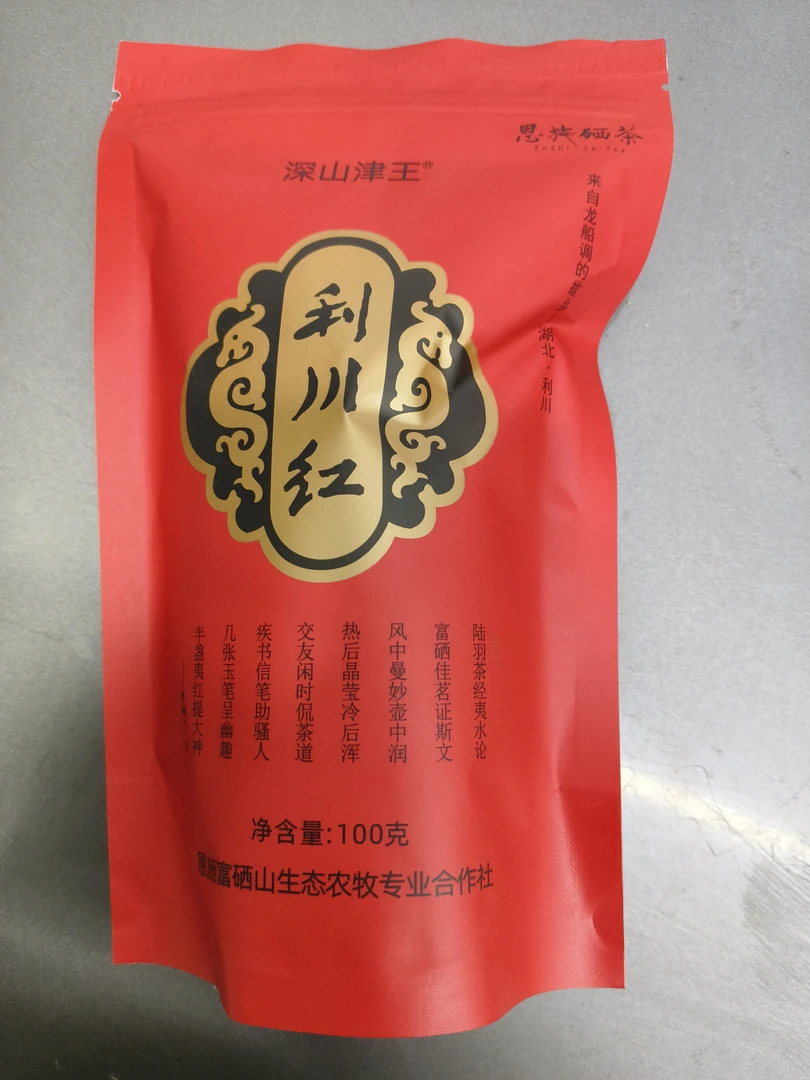 恩施硒茶
EnShi Se-Tea
深山津王®
来自龙船调的故乡——湖北·利川
利川红
陆羽茶经夷水论
富硒佳茗证斯文
风中曼妙壶中润
热后晶莹冷后浑
交友闲时侃茶道
疾书信笔助骚人
几张玉笔呈幽趣
半盏夷红提大神
净含量:100克
恩施富硒山生态农牧专业合作社